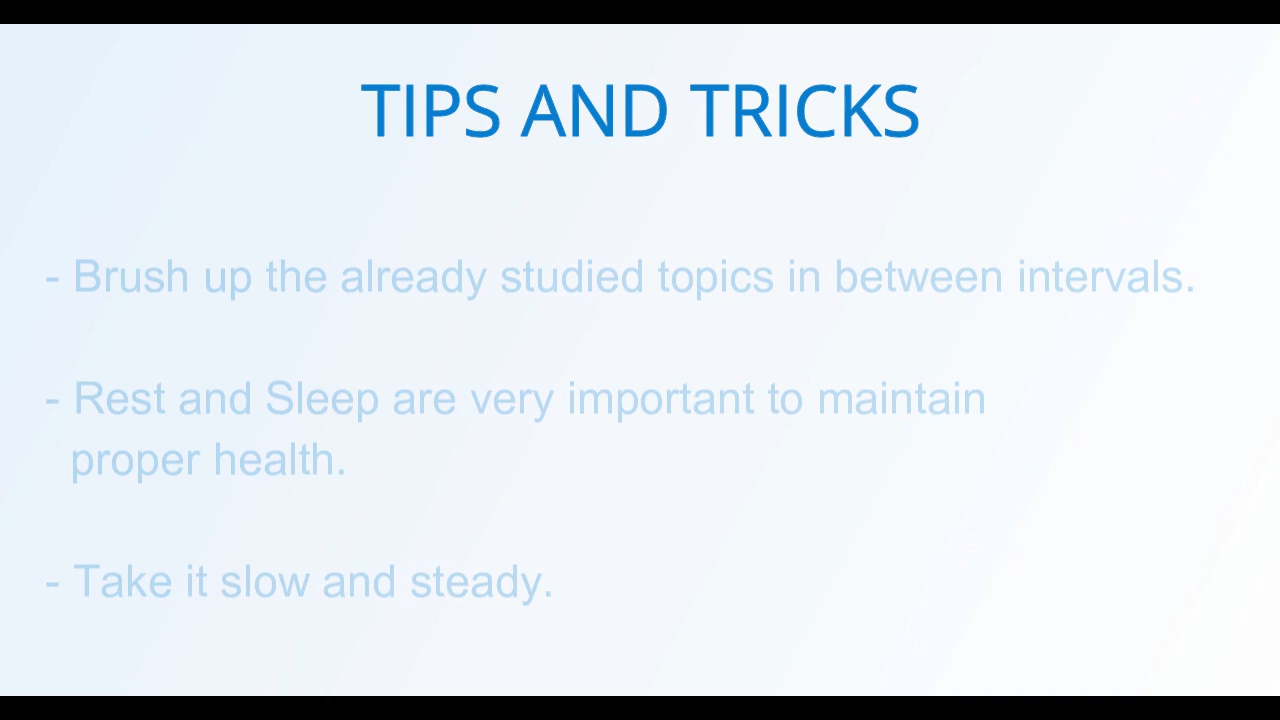 TIPS AND TRICKS
- Brush up the already studied topics in between intervals.
- Rest and Sleep are very important to maintain
proper health.
- Take it slow and steady.